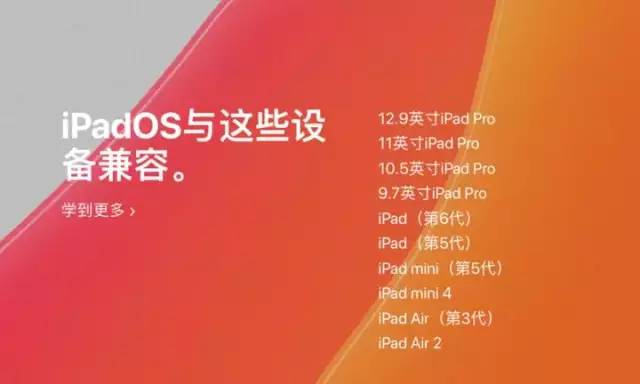 iPadOS与这些设
备兼容。
学到更多 ›
12.9英寸iPad Pro
11英寸iPad Pro
10.5英寸iPad Pro
9.7英寸iPad Pro
iPad（第6代）
iPad（第5代）
iPad mini（第5代）
iPad mini 4
iPad Air（第3代）
iPad Air 2